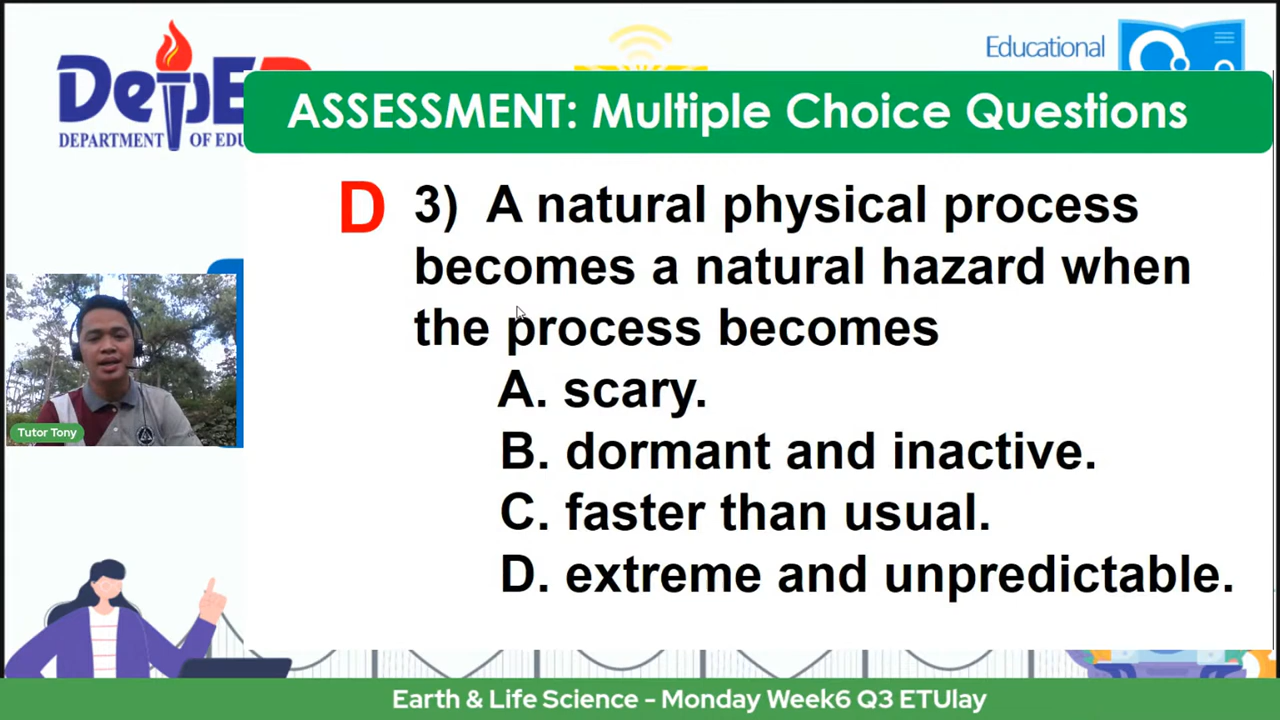 DepE
DEPARTMENT OF EDU
Educational
ASSESSMENT: Multiple Choice Questions
D 3) A natural physical process
becomes a natural hazard when
the process becomes
A. scary.
B. dormant and inactive.
C. faster than usual.
D. extreme and unpredictable.
Tutor Tony
Earth & Life Science - Monday Week6 Q3 ETUlay